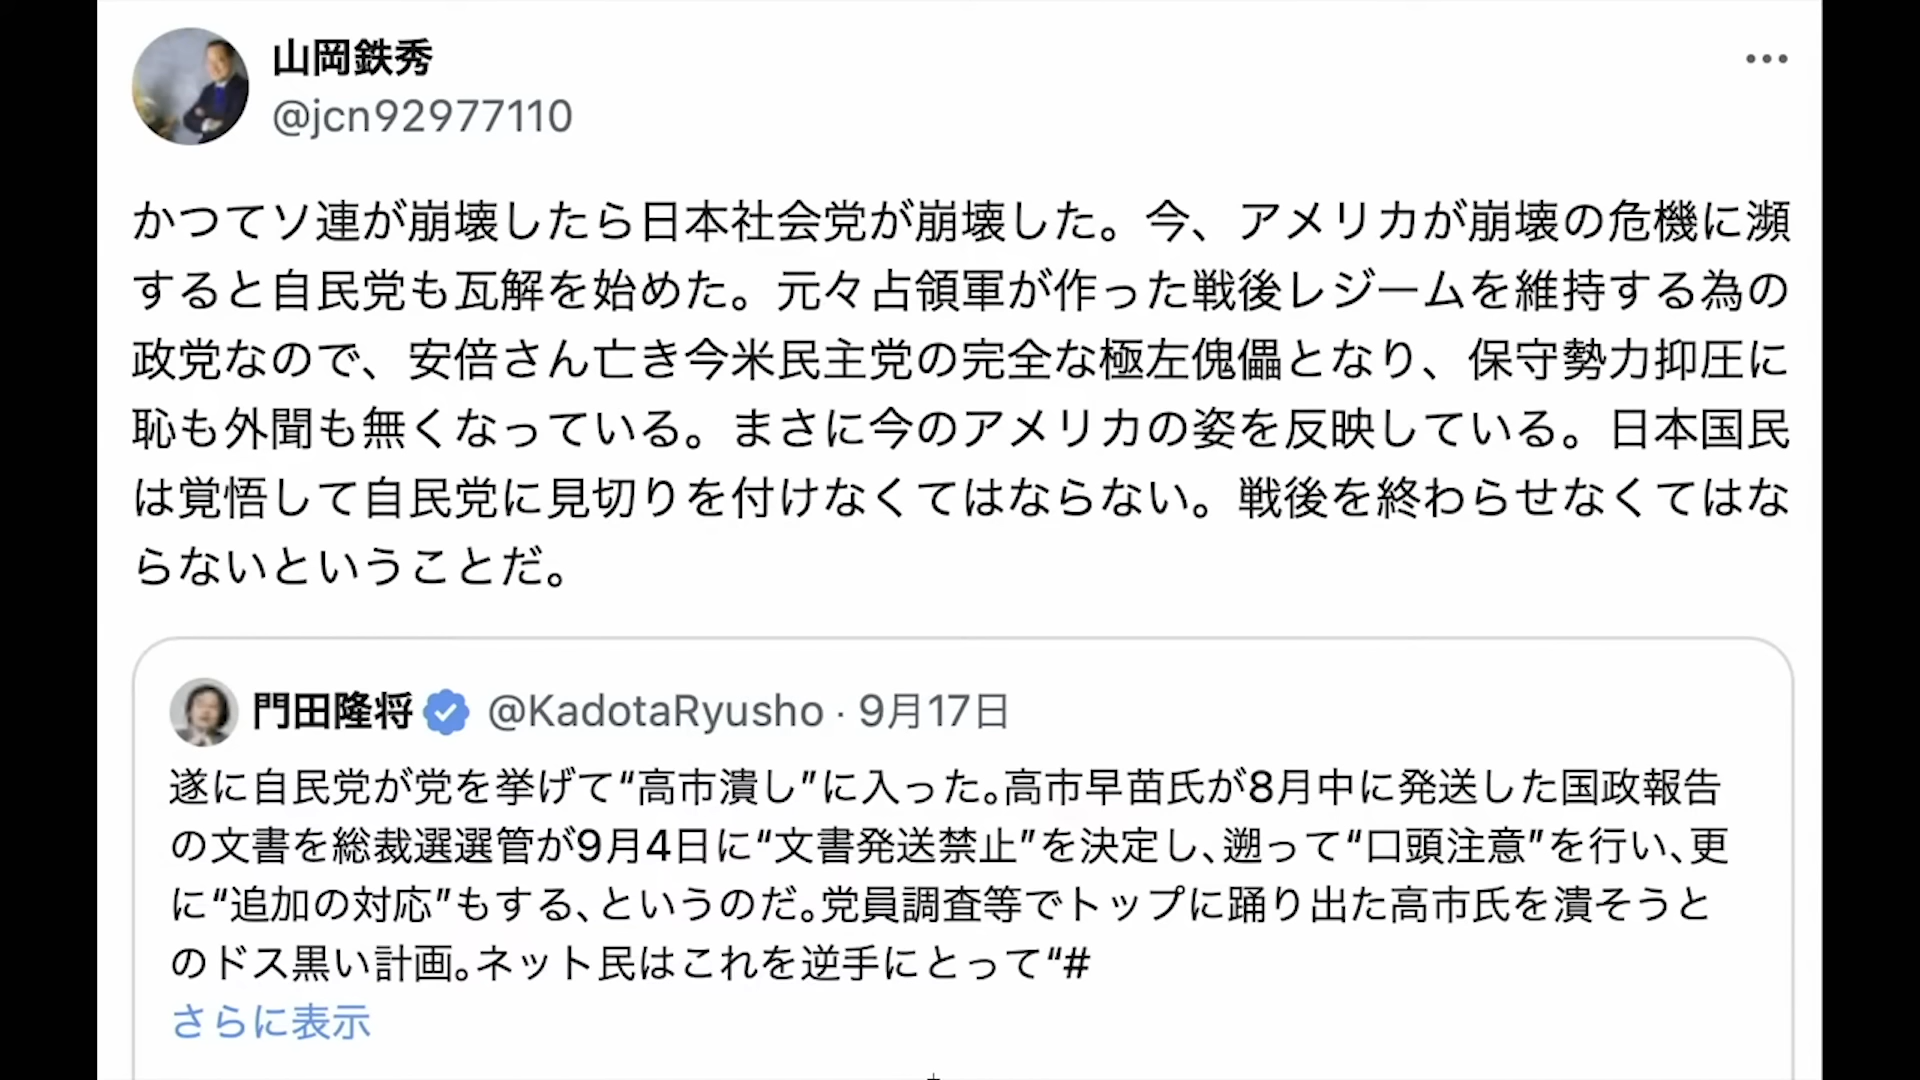 山岡鉄秀
@jcn92977110
かつてソ連が崩壊したら日本社会党が崩壊した。今、アメリカが崩壊の危機に瀕
すると自民党も瓦解を始めた。元々占領軍が作った戦後レジームを維持する為の
政党なので、安倍さん亡き今米民主党の完全な極左傀儡となり、保守勢力抑圧に
恥も外聞も無くなっている。まさに今のアメリカの姿を反映している。日本国民
は覚悟して自民党に見切りを付けなくてはならない。戦後を終わらせなくてはな
らないということだ。
門田隆将 @KadotaRyusho · 9月17日
遂に自民党が党を挙げて“高市潰し”に入った。高市早苗氏が8月中に発送した国政報告
の文書を総裁選選管が9月4日に“文書発送禁止”を決定し、遡って“口頭注意”を行い、更
に“追加の対応”もする、というのだ。党員調査等でトップに踊り出た高市氏を潰そうと
のドス黒い計画。ネット民はこれを逆手にとって“#
さらに表示